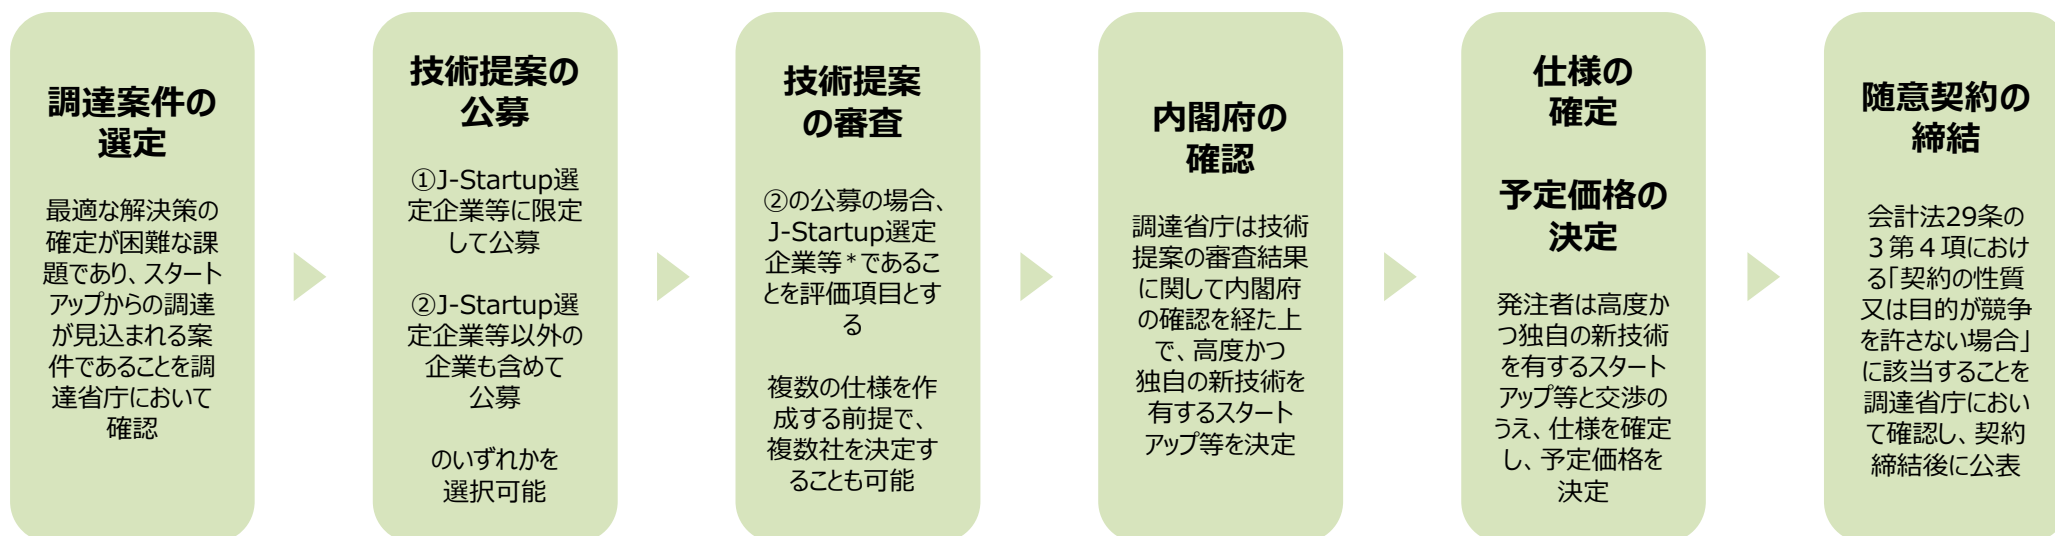 調達案件の
選定
最適な解決策の
確定が困難な課
題であり、スタート
アップからの調達
が見込まれる案
件であることを調
達省庁において
確認
技術提案の
公募
①J-Startup選
定企業等に限定
して公募
②J-Startup選
定企業等以外の
企業も含めて
公募
のいずれかを
選択可能
技術提案
の審査
②の公募の場合、
J-Startup選定
企業等*であるこ
とを評価項目とす
る
複数の仕様を作
成する前提で、
複数社を決定す
ることも可能
内閣府の
確認
調達省庁は技術
提案の審査結果
に関して内閣府
の確認を経た上
で、高度かつ
独自の新技術を
有するスタート
アップ等を決定
仕様の
確定
予定価格の
決定
発注者は高度か
つ独自の新技術
を有するスタート
アップ等と交渉の
うえ、仕様を確定
し、予定価格を
決定
随意契約の
締結
会計法29条の
３第４項におけ
る「契約の性質
又は目的が競争
を許さない場合」
に該当することを
調達省庁におい
て確認し、契約
締結後に公表